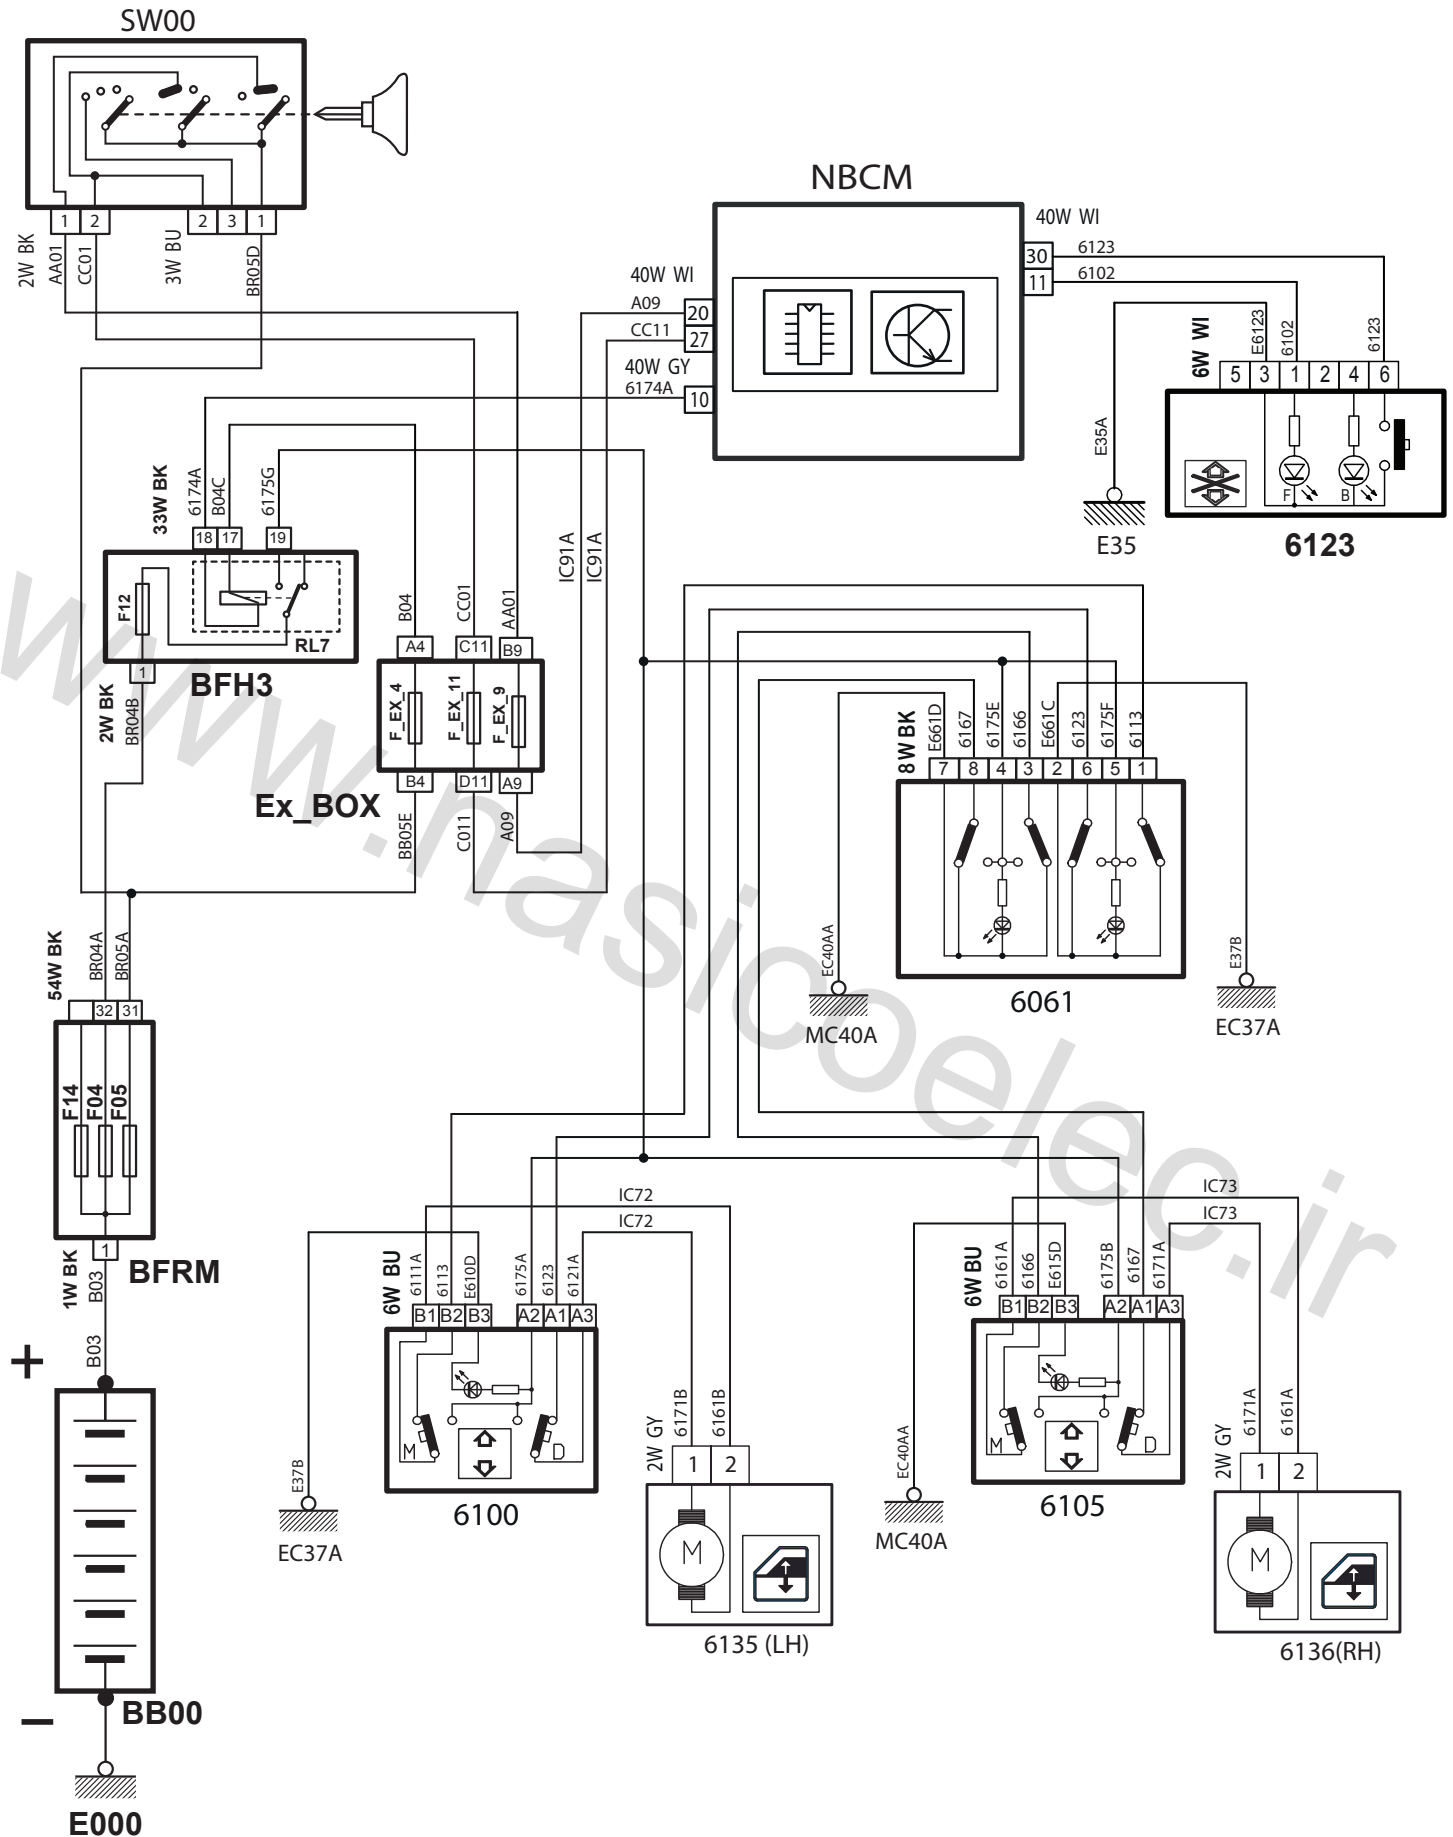 SW00
1 2 2 3 1
2W BK
AA01
CC01
3W BU
BR05D
NBCM
40W WI
30
6123
11
6102
40W WI
A09
20
CC11
27
40W GY
6174A
10
6W WI
E6123
6102
6123
5 3 1 2 4 6
F
B
6123
E35A
E35
33W BK
6174A
B04C
6175G
18 17 19
F12
RL7
1
BFH3
2W BK
BR04B
IC91A
IC91A
B04
CC01
AA01
A4 C11 B9
F_EX_4
F_EX_11
F_EX_9
B4 D11 A9
Ex_BOX
BB05E
C011
A09
8W BK
E661D
6167
6175E
6166
E661C
6123
6175F
6113
7 8 4 3 2 6 5 1
6061
EC40AA
MC40A
E37B
EC37A
54W BK
BR04A
BR05A
32 31
F14
F04
F05
1
BFRM
1W BK
B03
B03
+
−
BB00
E000
IC72
IC72
6W BU
6111A
6113
E610D
6175A
6123
6121A
B1 B2 B3 A2 A1 A3
M
D
6100
E37B
EC37A
2W GY
6171B
6161B
1 2
M
6135 (LH)
IC73
IC73
6W BU
6161A
6166
E615D
6175B
6167
6171A
B1 B2 B3 A2 A1 A3
M
D
6105
EC40AA
MC40A
2W GY
6171A
6161A
1 2
M
6136(RH)
www.nasicoelec.ir